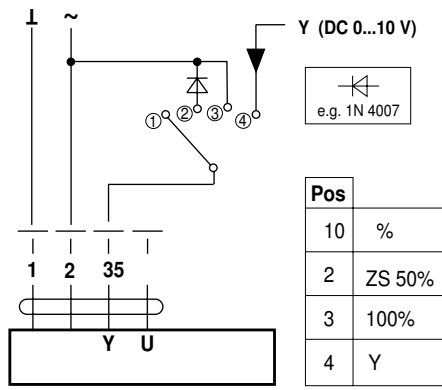 ⊥ ~
Y (DC 0...10 V)
① ② ③ ④
e.g. 1N 4007
Pos
10 %
2 ZS 50%
3 100%
4 Y
1 2 35
Y U